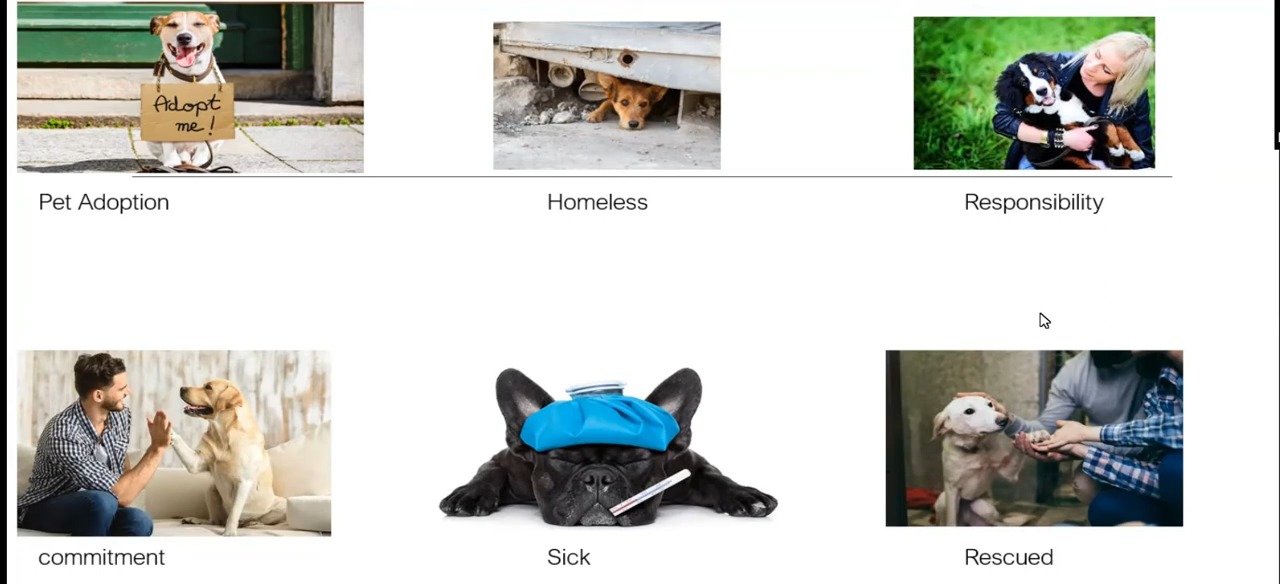 Adopt
me!
Pet Adoption
Homeless
Responsibility
commitment
Sick
Rescued